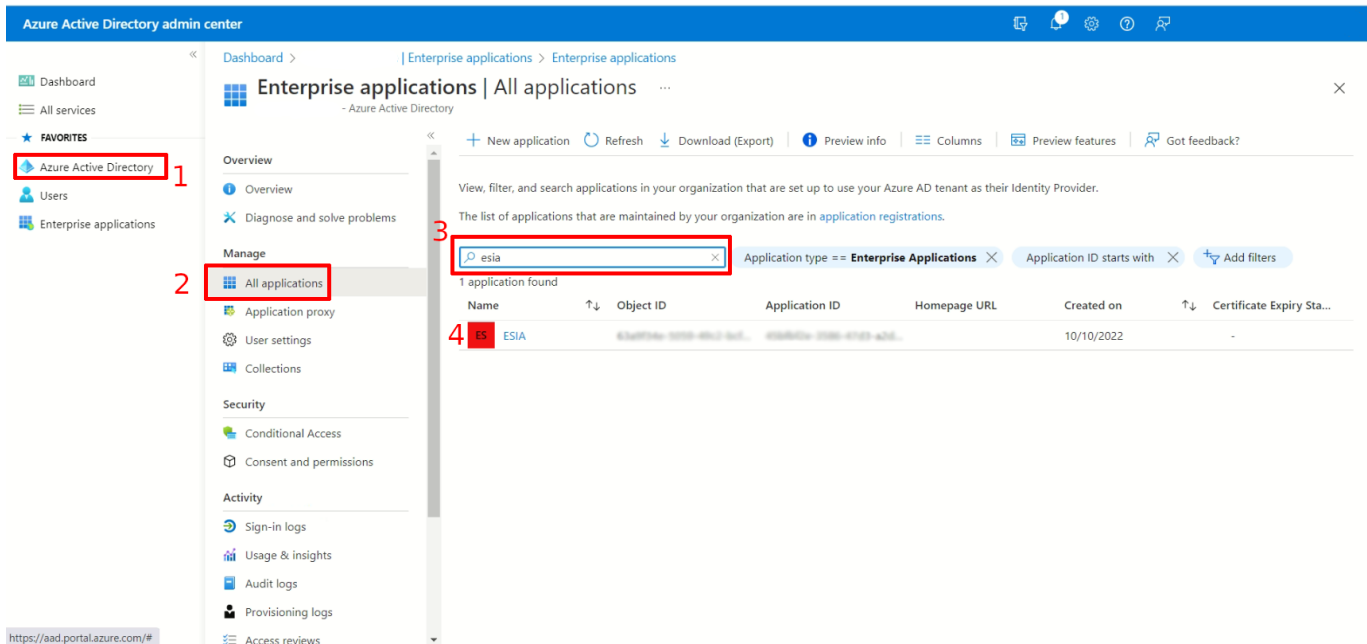 Azure Active Directory admin center
1
Dashboard
All services
FAVORITES
Azure Active Directory
1
Users
Enterprise applications
Dashboard > | Enterprise applications > Enterprise applications
Enterprise applications | All applications ...
- Azure Active Directory
Overview
Overview
Diagnose and solve problems
Manage
2
All applications
Application proxy
User settings
Collections
Security
Conditional Access
Consent and permissions
Activity
Sign-in logs
Usage & insights
Audit logs
Provisioning logs
Access reviews
New application Refresh Download (Export) Preview info Columns Preview features Got feedback?
View, filter, and search applications in your organization that are set up to use your Azure AD tenant as their Identity Provider.
The list of applications that are maintained by your organization are in application registrations.
3
esia Application type == Enterprise Applications Application ID starts with Add filters
1 application found
Name Object ID Application ID Homepage URL Created on Certificate Expiry Sta...
4 ES ESIA 10/10/2022 -
https://aad.portal.azure.com/#